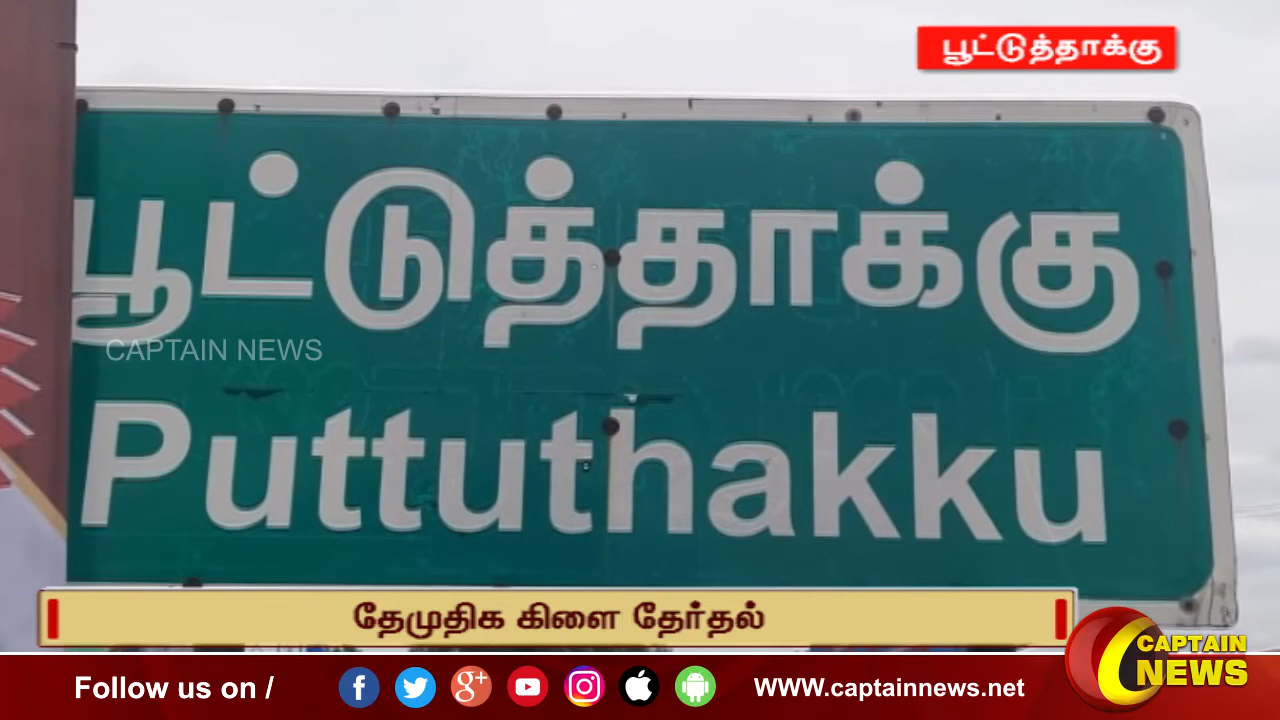 பூட்டுத்தாக்கு
பூட்டுத்தாக்கு
CAPTAIN NEWS
Puttuthakku
தேமுதிக கிளை தேர்தல்
Follow us on /
WWW.captainnews.net
CAPTAIN
NEWS